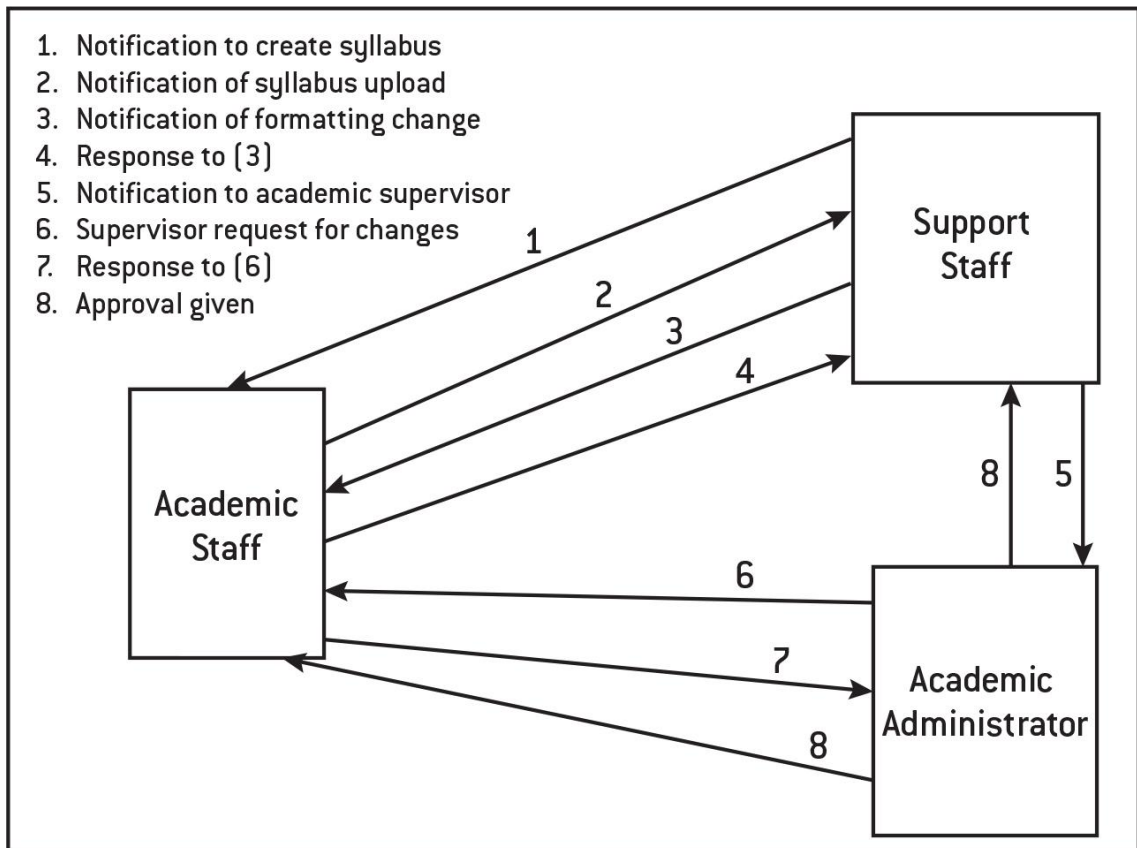 1. Notification to create syllabus
2. Notification of syllabus upload
3. Notification of formatting change
4. Response to (3)
5. Notification to academic supervisor
6. Supervisor request for changes
7. Response to (6)
8. Approval given
Support
Staff
1
2
3
4
8
5
Academic
Staff
6
7
8
Academic
Administrator